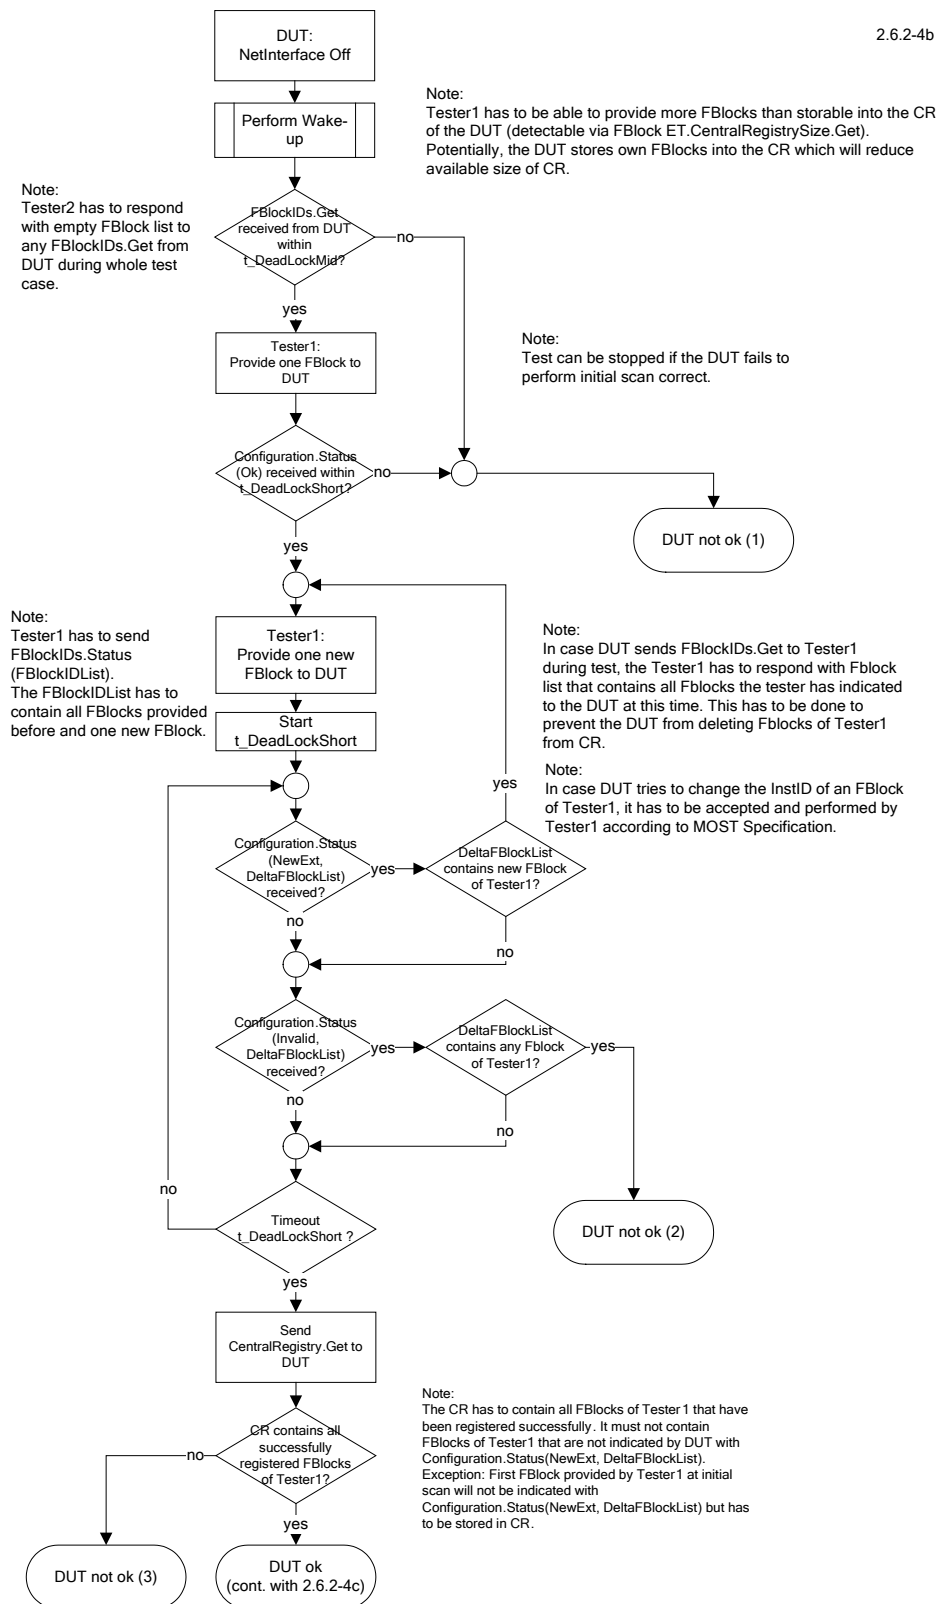 2.6.2-4b
DUT:
NetInterface Off
Note:
Tester1 has to be able to provide more FBlocks than storable into the CR
of the DUT (detectable via FBlock ET.CentralRegistrySize.Get).
Potentially, the DUT stores own FBlocks into the CR which will reduce
available size of CR.
Perform Wake-
up
Note:
Tester2 has to respond
with empty FBlock list to
any FBlockIDs.Get from
DUT during whole test
case.
FBlockIDs.Get
received from DUT
within
t_DeadLockMid?
no
yes
Tester1:
Provide one FBlock to
DUT
Note:
Test can be stopped if the DUT fails to
perform initial scan correct.
Configuration.Status
(Ok) received within
t_DeadLockShort?
no
DUT not ok (1)
yes
Note:
Tester1 has to send
FBlockIDs.Status
(FBlockIDList).
The FBlockIDList has to
contain all FBlocks provided
before and one new FBlock.
Tester1:
Provide one new
FBlock to DUT
Note:
In case DUT sends FBlockIDs.Get to Tester1
during test, the Tester1 has to respond with Fblock
list that contains all Fblocks the tester has indicated
to the DUT at this time. This has to be done to
prevent the DUT from deleting Fblocks of Tester1
from CR.
Start
t_DeadLockShort
Note:
In case DUT tries to change the InstID of an FBlock
of Tester1, it has to be accepted and performed by
Tester1 according to MOST Specification.
yes
Configuration.Status
(NewExt,
DeltaFBlockList)
received?
yes
DeltaFBlockList
contains new FBlock
of Tester1?
no
no
Configuration.Status
(Invalid,
DeltaFBlockList)
received?
yes
DeltaFBlockList
contains any Fblock
of Tester1?
yes
no
no
no
Timeout
t_DeadLockShort ?
DUT not ok (2)
yes
Send
CentralRegistry.Get to
DUT
Note:
The CR has to contain all FBlocks of Tester1 that have
been registered successfully. It must not contain
FBlocks of Tester1 that are not indicated by DUT with
Configuration.Status(NewExt, DeltaFBlockList).
Exception: First FBlock provided by Tester1 at initial
scan will not be indicated with
Configuration.Status(NewExt, DeltaFBlockList) but has
to be stored in CR.
CR contains all
successfully
registered FBlocks
of Tester1?
no
yes
DUT not ok (3)
DUT ok
(cont. with 2.6.2-4c)